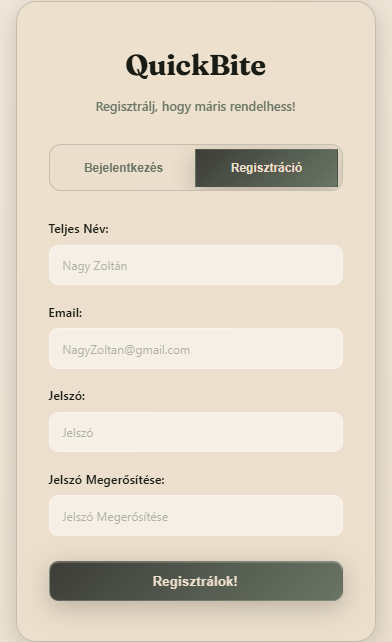 QuickBite
Regisztrálj, hogy máris rendelhess!
Bejelentkézés Regisztráció
Teljes Név:
Nagy Zoltán
Email:
NagyZoltan@gmail.com
Jelszó:
Jelszó
Jelszó Megerősítése:
Jelszó Megerősítése
Regisztrálok!